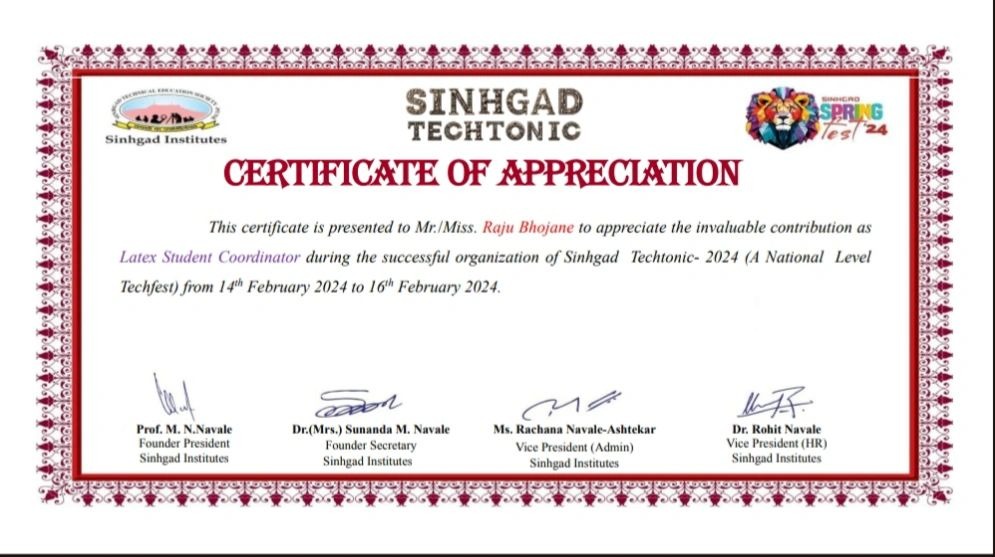 SINHGAD TECHNICAL EDUCATION SOCIETY
Sinhgad Institutes
SINHGAD
TECHTONIC
SINHGAD
SPRING
Fest '24
CERTIFICATE OF APPRECIATION
This certificate is presented to Mr./Miss. Raju Bhojane to appreciate the invaluable contribution as
Latex Student Coordinator during the successful organization of Sinhgad Techtonic- 2024 (A National Level
Techfest) from 14th February 2024 to 16th February 2024.
Prof. M. N.Navale
Founder President
Sinhgad Institutes
Dr.(Mrs.) Sunanda M. Navale
Founder Secretary
Sinhgad Institutes
Ms. Rachana Navale-Ashtekar
Vice President (Admin)
Sinhgad Institutes
Dr. Rohit Navale
Vice President (HR)
Sinhgad Institutes